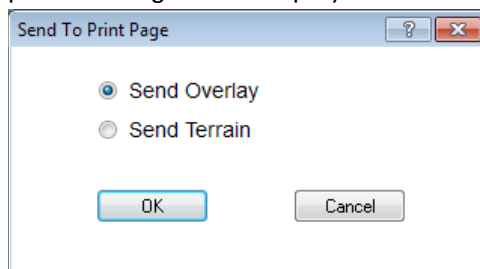 Send To Print Page
Send Overlay
Send Terrain
OK Cancel